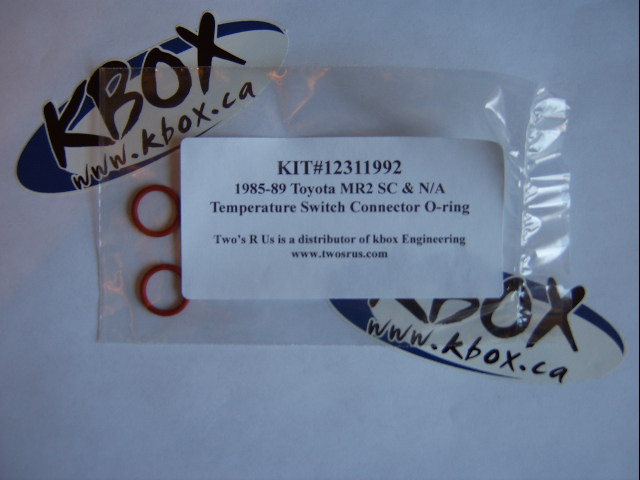 KBOX
www.kbox.ca
KIT#12311992
1985-89 Toyota MR2 SC & N/A
Temperature Switch Connector O-ring
Two's R Us is a distributor of kbox Engineering
www.twosrus.com
KBOX
www.kbox.ca